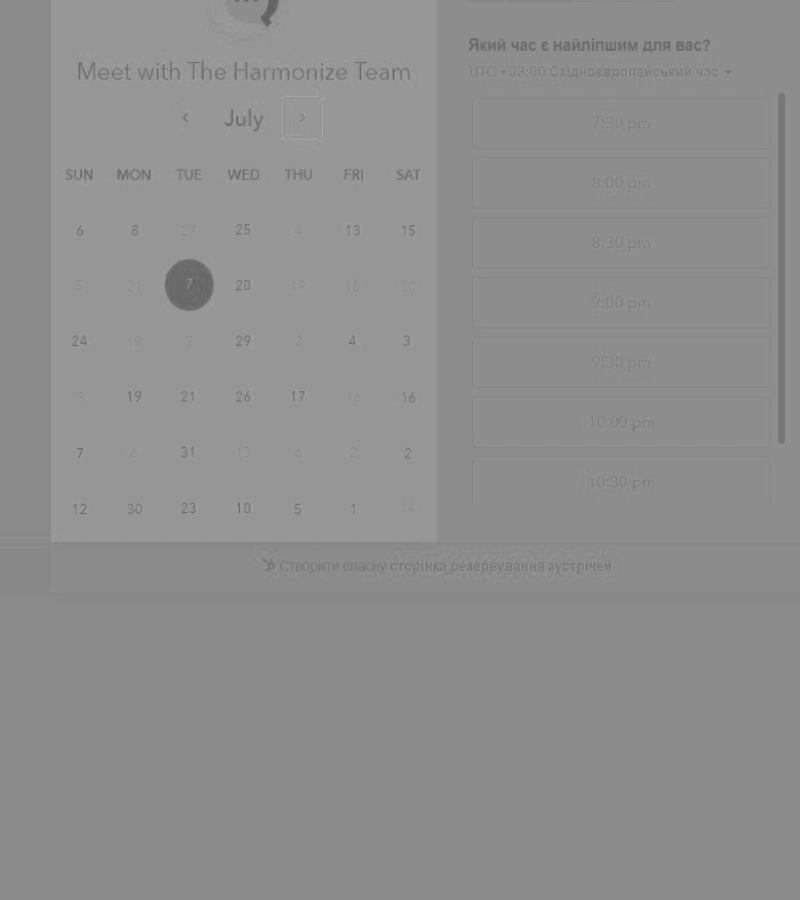 Meet with The Harmonize Team
July
SUN MON TUE WED THU FRI SAT
6 8 27 25 4 13 15
5 21 7 20 19 18 30
24 19 2 29 2 4 3
3 19 21 26 17 16 16
7 6 31 13 4 2 2
12 30 23 10 5 1 14
Який час є найліпшим для вас?
UTC +03:00 Східноєвропейський час
7:30 pm
8:00 pm
8:30 pm
9:00 pm
9:30 pm
10:00 pm
10:30 pm
Створити власну сторінка резервування зустрічей